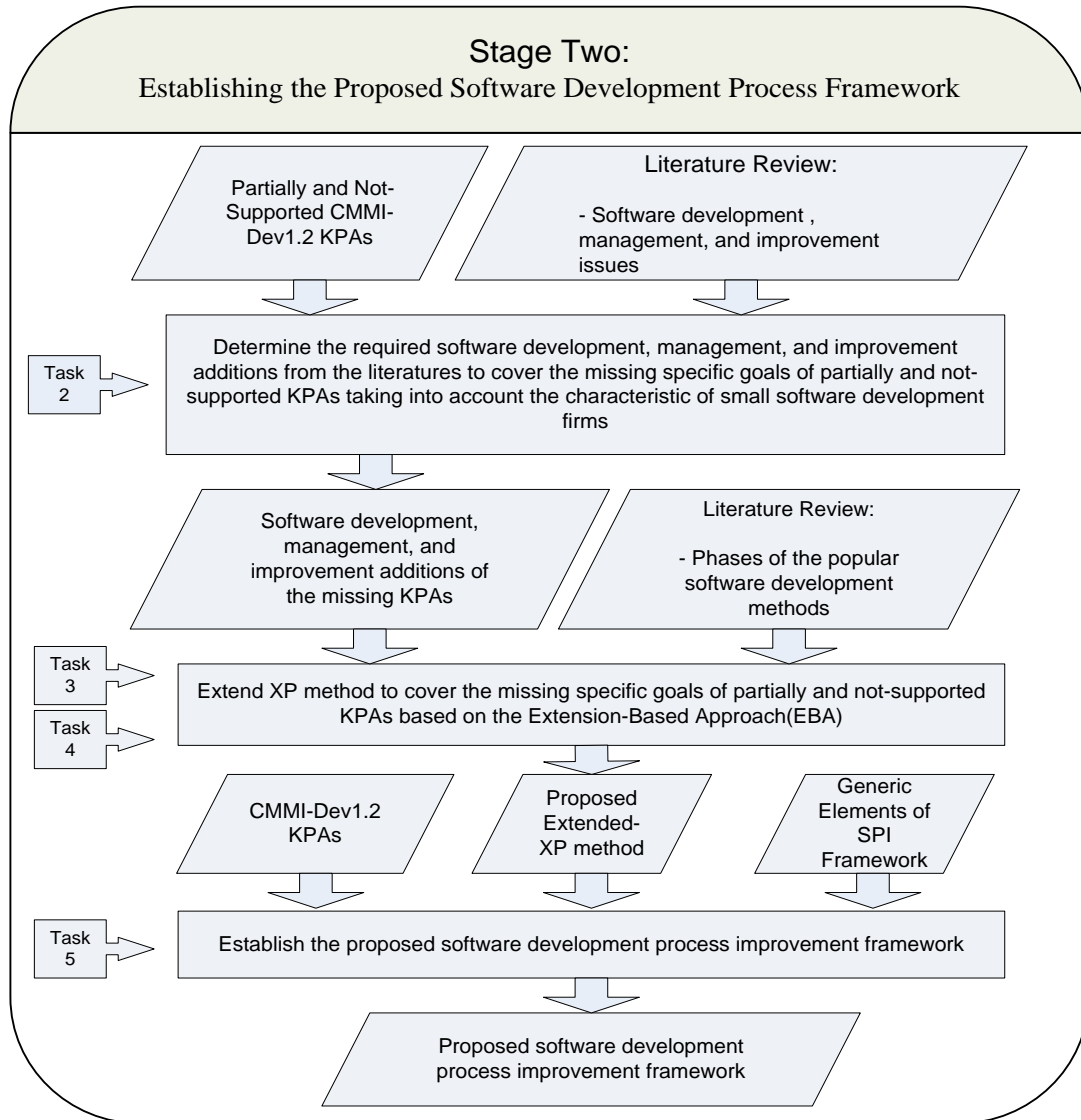 Stage Two:
Establishing the Proposed Software Development Process Framework
Partially and Not-
Supported CMMI-
Dev1.2 KPAs
Literature Review:
- Software development ,
management, and improvement
issues
Task
2
Determine the required software development, management, and improvement
additions from the literatures to cover the missing specific goals of partially and not-
supported KPAs taking into account the characteristic of small software development
firms
Software development,
management, and
improvement additions of
the missing KPAs
Literature Review:
- Phases of the popular
software development
methods
Task
3
Task
4
Extend XP method to cover the missing specific goals of partially and not-supported
KPAs based on the Extension-Based Approach(EBA)
CMMI-Dev1.2
KPAs
Proposed
Extended-
XP method
Generic
Elements of
SPI
Framework
Task
5
Establish the proposed software development process improvement framework
Proposed software development
process improvement framework